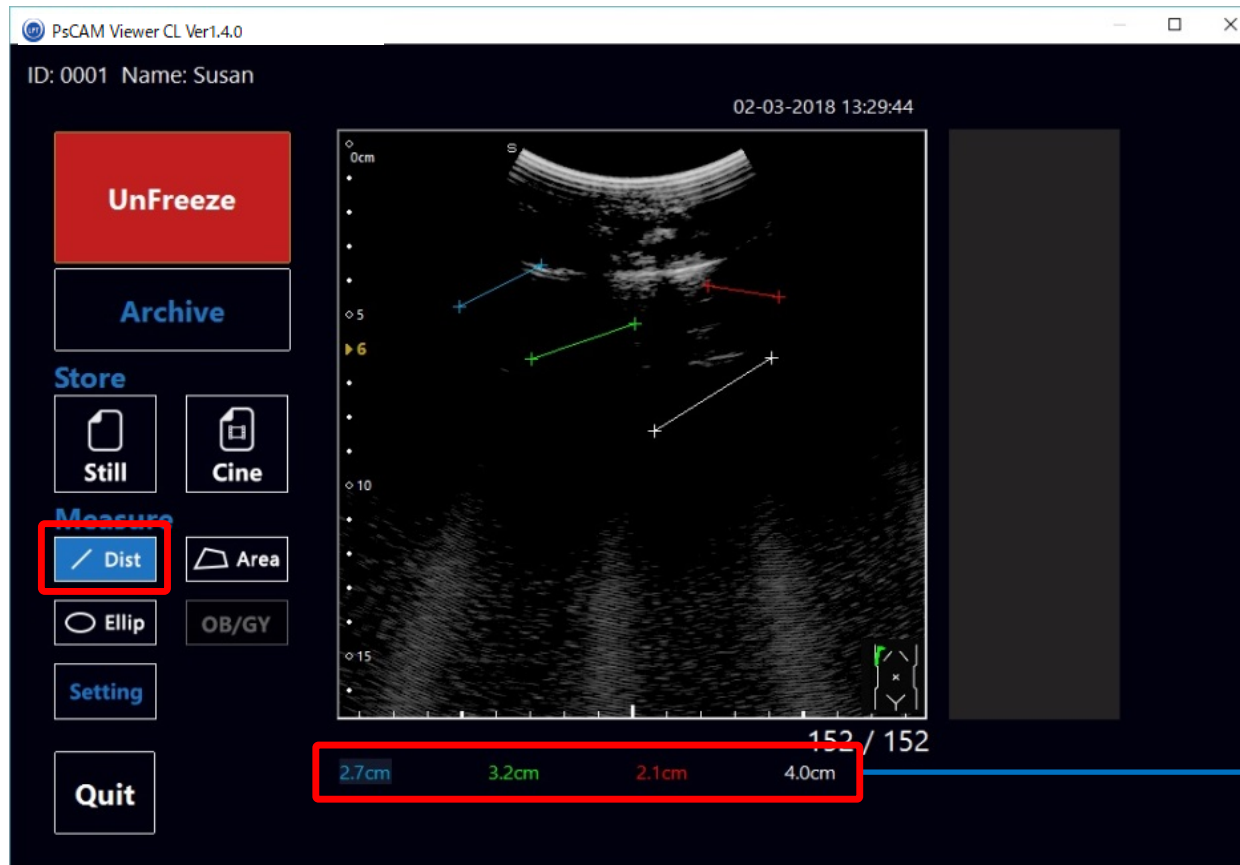 LPT PsCAM Viewer CL Ver1.4.0
ID: 0001 Name: Susan
02-03-2018 13:29:44
UnFreeze
Archive
Store
Still
Cine
Measure
Dist
Area
Ellip
OB/GY
Setting
Quit
S
0cm
5
6
10
15
152 / 152
2.7cm 3.2cm 2.1cm 4.0cm